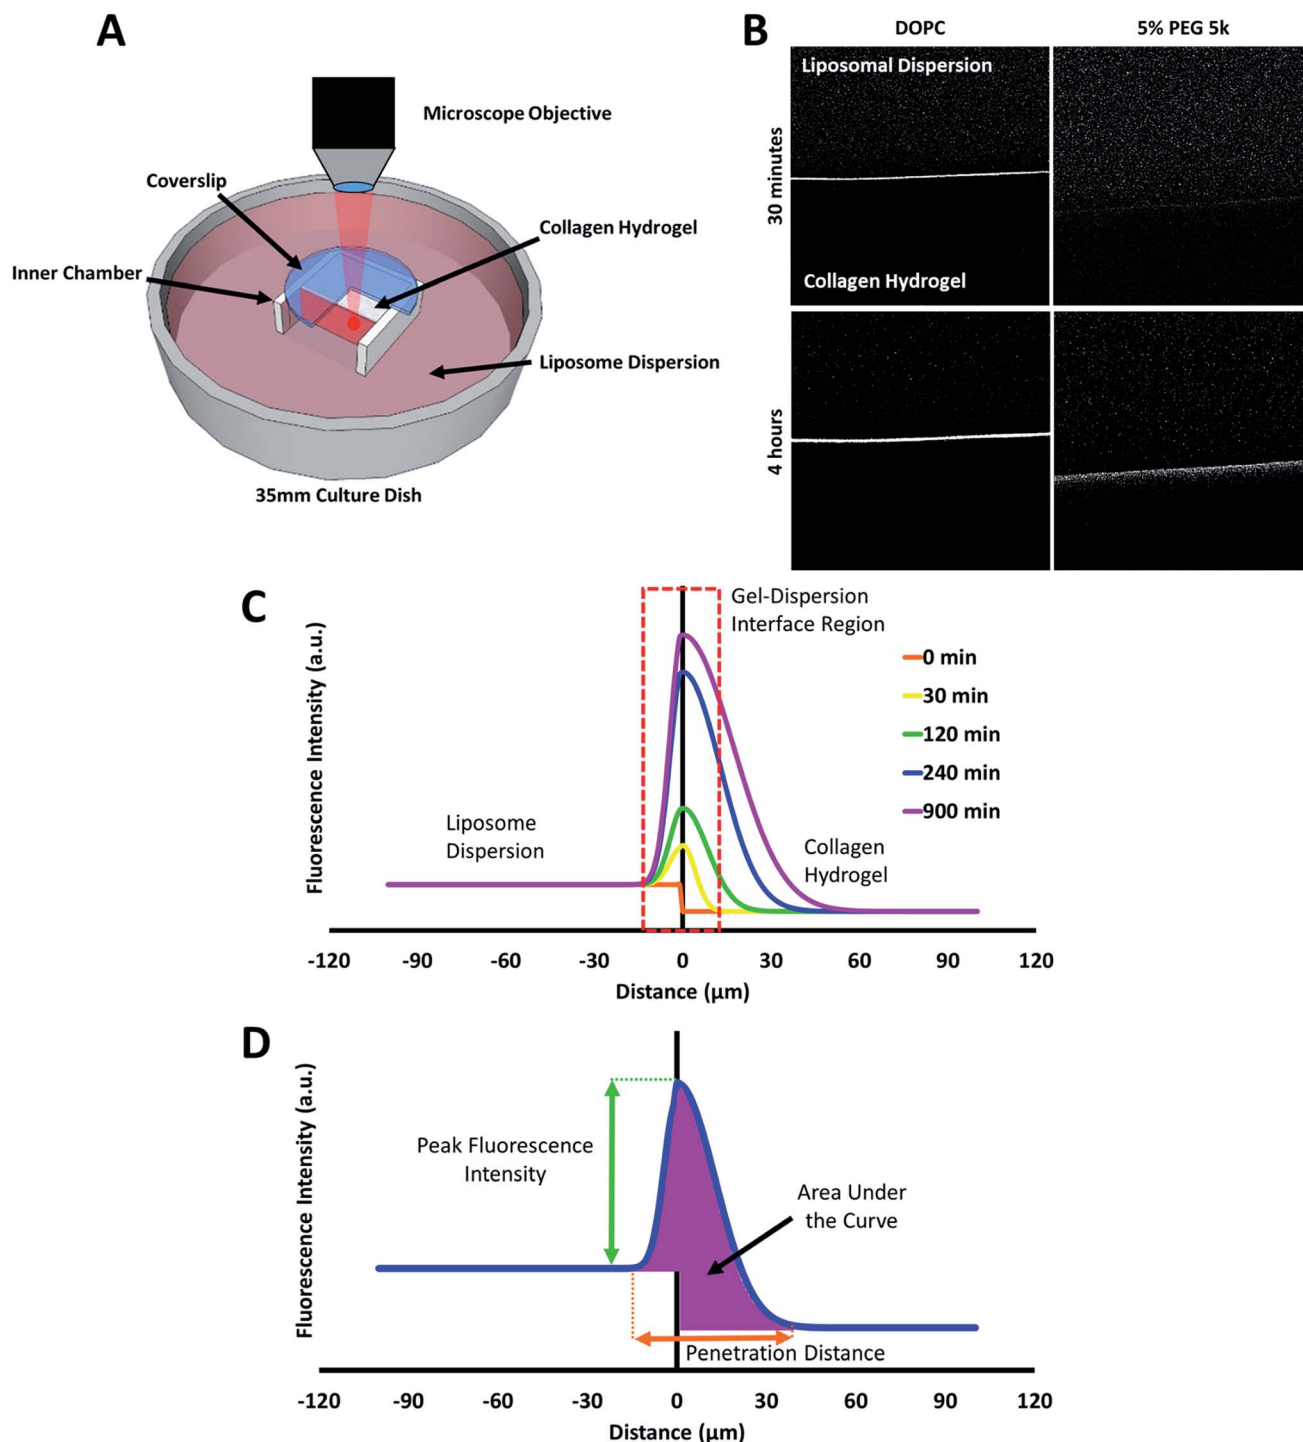 A
Microscope Objective
Coverslip
Collagen Hydrogel
Inner Chamber
Liposome Dispersion
35mm Culture Dish
B
DOPC
5% PEG 5k
30 minutes
Liposomal Dispersion
Collagen Hydrogel
4 hours
C
Fluorescence Intensity (a.u.)
Gel-Dispersion
Interface Region
0 min
30 min
120 min
240 min
900 min
Liposome
Dispersion
Collagen
Hydrogel
-120 -90 -60 -30 0 30 60 90 120
Distance (µm)
D
Fluorescence Intensity (a.u.)
Peak Fluorescence
Intensity
Area Under
the Curve
Penetration Distance
-120 -90 -60 -30 0 30 60 90 120
Distance (µm)